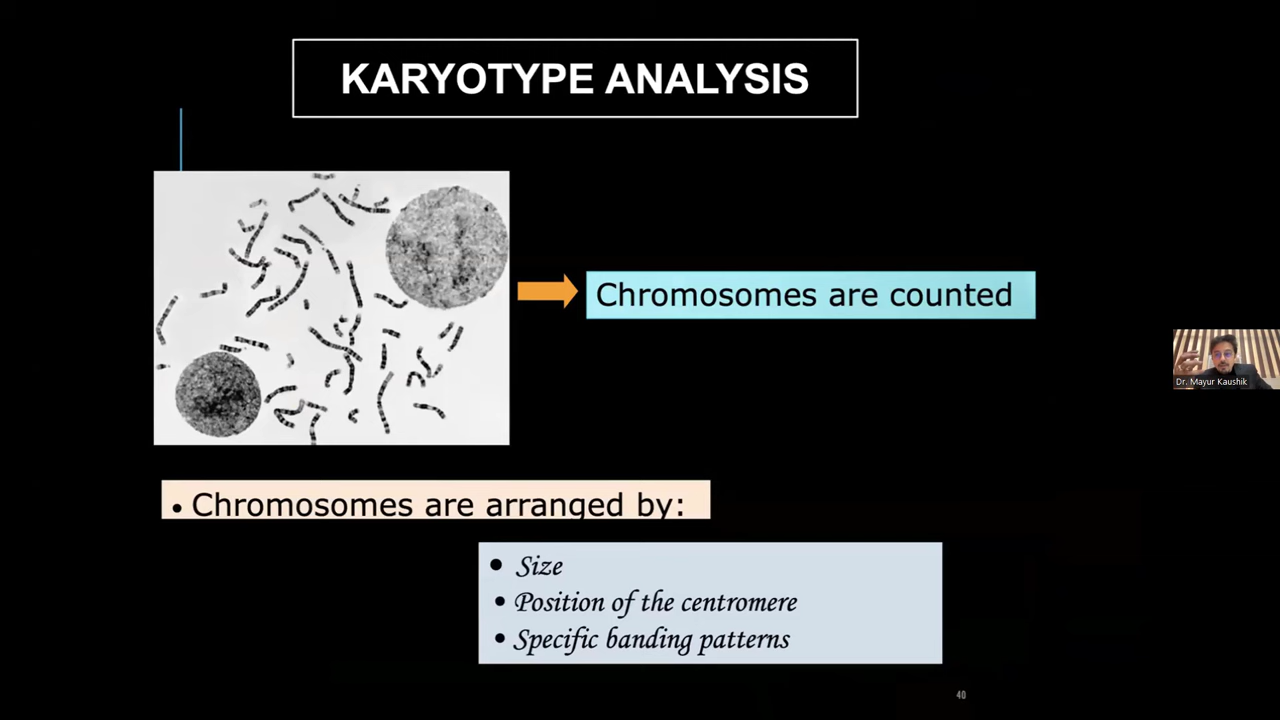 KARYOTYPE ANALYSIS
Chromosomes are counted
Dr. Mayur Kaushik
• Chromosomes are arranged by:
• Size
• Position of the centromere
• Specific banding patterns
40